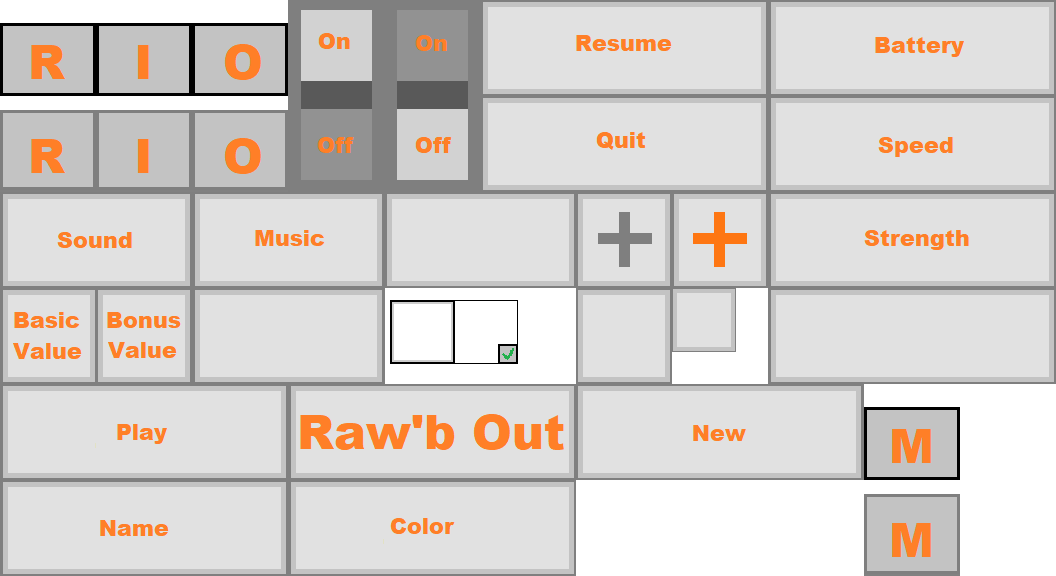 R I O
On On
Resume
Battery
R I O
Off Off
Quit
Speed
Sound
Music
Strength
Basic
Value
Bonus
Value
Play
Raw'b Out
New
M
Name
Color
M